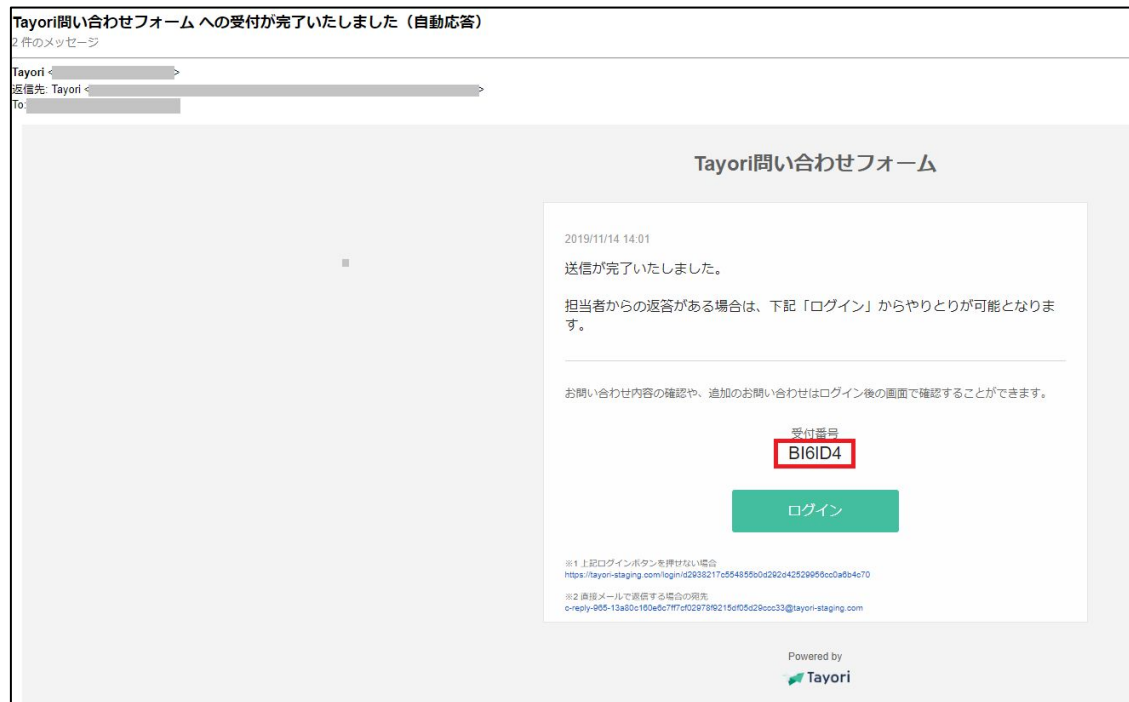 Tayori問い合わせフォーム への受付が完了いたしました（自動応答）
2 件のメッセージ
Tayori < >
返信先: Tayori < >
To:
Tayori問い合わせフォーム
2019/11/14 14:01
送信が完了いたしました。
担当者からの返答がある場合は、下記「ログイン」からやりとりが可能となりま
す。
お問い合わせ内容の確認や、追加のお問い合わせはログイン後の画面で確認することができます。
受付番号
BI6ID4
ログイン
※1 上記ログインボタンを押せない場合
※2 直接メールで返信する場合の宛先
Powered by
Tayori